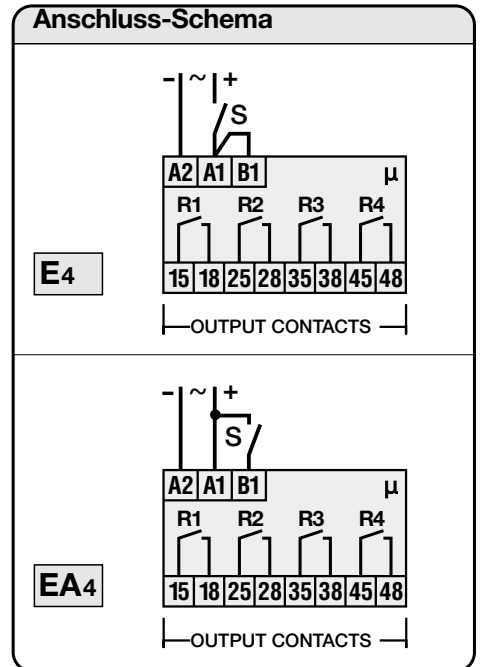 Anschluss-Schema
- ~ +
S
A2 A1 B1 µ
R1 R2 R3 R4
E4
15 18 25 28 35 38 45 48
OUTPUT CONTACTS
- ~ +
S
A2 A1 B1 µ
R1 R2 R3 R4
EA4
15 18 25 28 35 38 45 48
OUTPUT CONTACTS